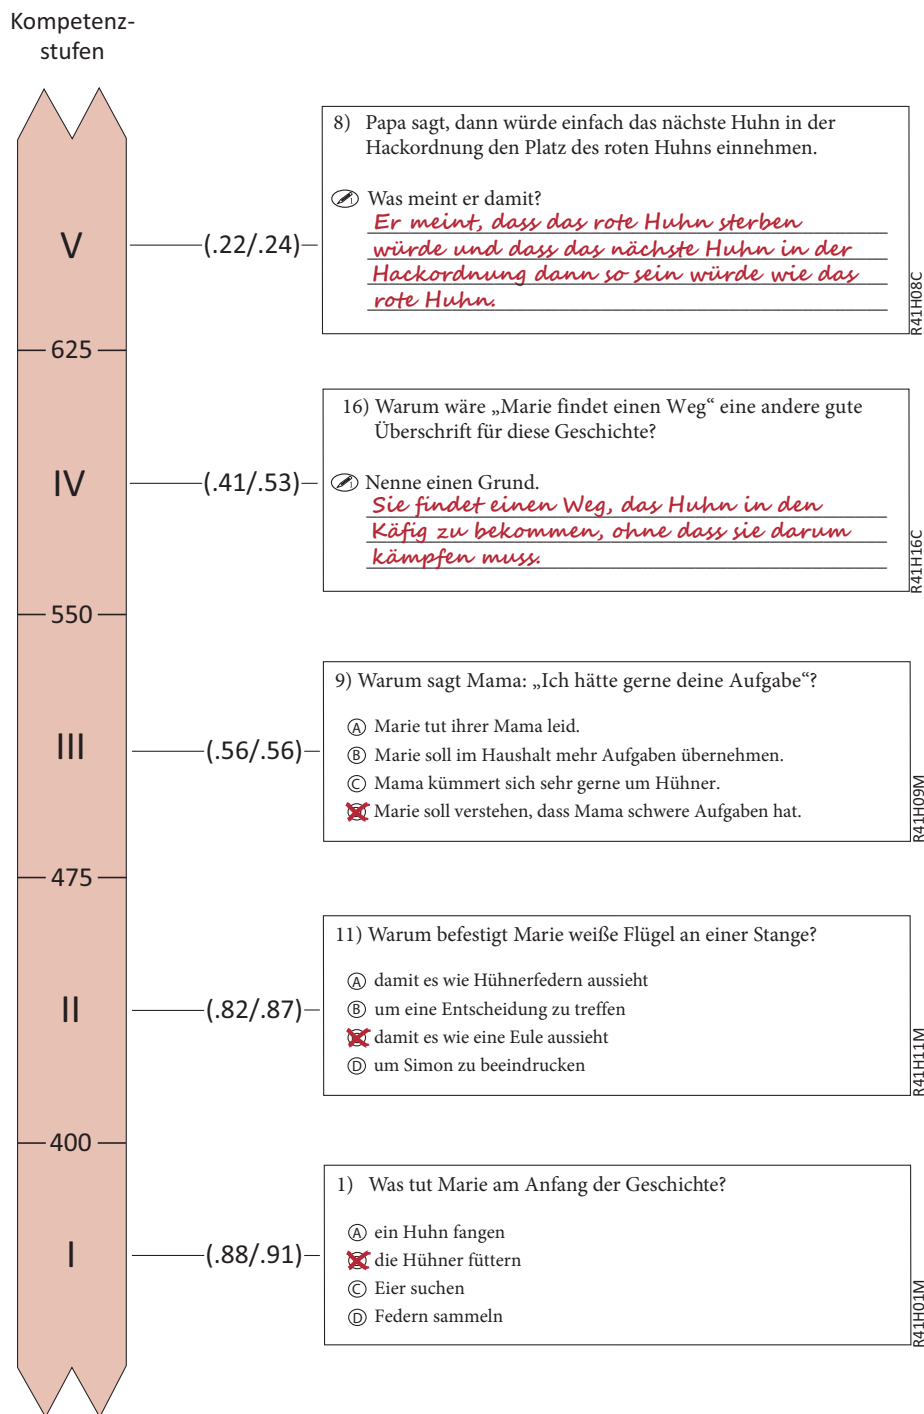 Kompetenz-
stufen
V
(.22/.24)
8) Papa sagt, dann würde einfach das nächste Huhn in der
Hackordnung den Platz des roten Huhns einnehmen.
Was meint er damit?
Er meint, dass das rote Huhn sterben
würde und dass das nächste Huhn in der
Hackordnung dann so sein würde wie das
rote Huhn.
R41H08C
625
IV
(.41/.53)
16) Warum wäre „Marie findet einen Weg“ eine andere gute
Überschrift für diese Geschichte?
Nenne einen Grund.
Sie findet einen Weg, das Huhn in den
Käfig zu bekommen, ohne dass sie darum
kämpfen muss.
R41H16C
550
III
(.56/.56)
9) Warum sagt Mama: „Ich hätte gerne deine Aufgabe“?
A Marie tut ihrer Mama leid.
B Marie soll im Haushalt mehr Aufgaben übernehmen.
C Mama kümmert sich sehr gerne um Hühner.
Marie soll verstehen, dass Mama schwere Aufgaben hat.
R41H09M
475
II
(.82/.87)
11) Warum befestigt Marie weiße Flügel an einer Stange?
A damit es wie Hühnerfedern aussieht
B um eine Entscheidung zu treffen
damit es wie eine Eule aussieht
D um Simon zu beeindrucken
R41H11M
400
I
(.88/.91)
1) Was tut Marie am Anfang der Geschichte?
A ein Huhn fangen
die Hühner füttern
C Eier suchen
D Federn sammeln
R41H01M